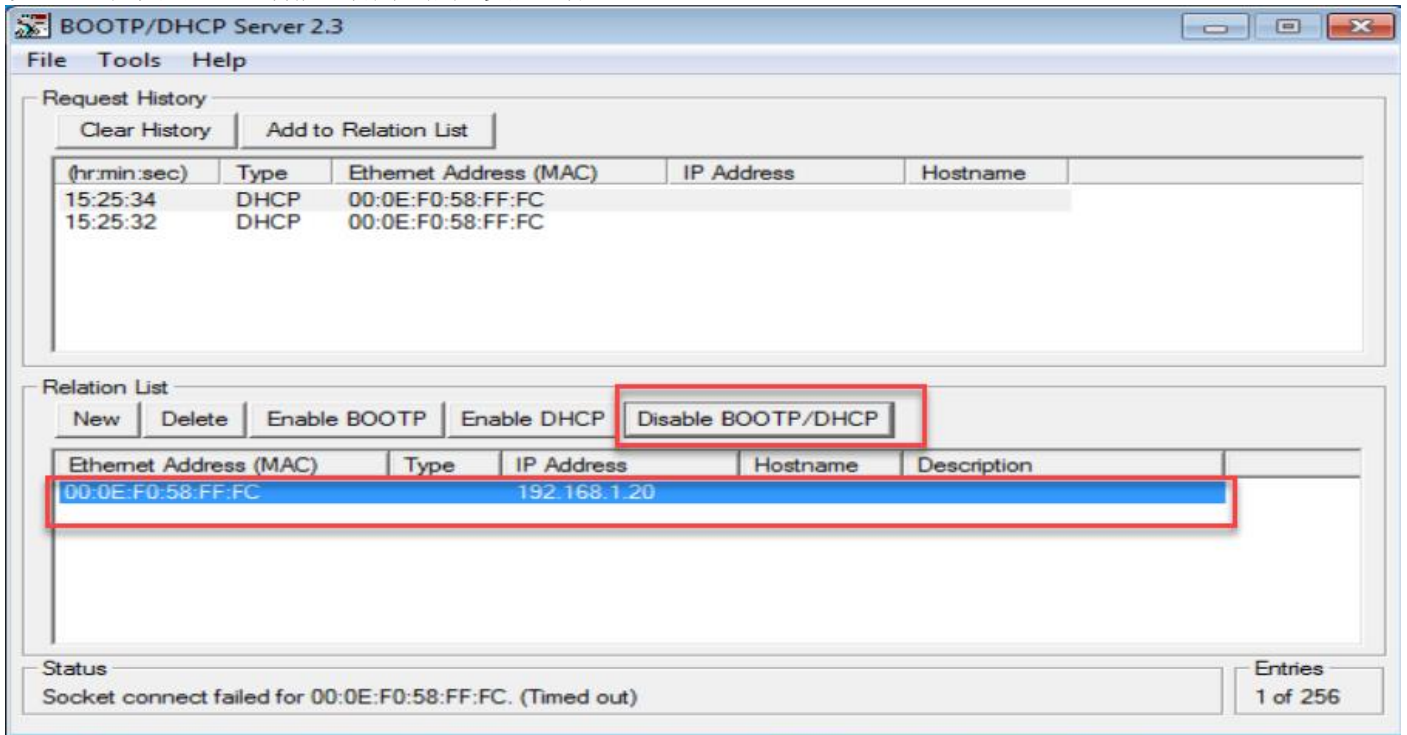 BOOTP/DHCP Server 2.3
File Tools Help
Request History
Clear History Add to Relation List
(hr:min:sec) Type Ethernet Address (MAC) IP Address Hostname
15:25:34 DHCP 00:0E:F0:58:FF:FC
15:25:32 DHCP 00:0E:F0:58:FF:FC
Relation List
New Delete Enable BOOTP Enable DHCP Disable BOOTP/DHCP
Ethernet Address (MAC) Type IP Address Hostname Description
00:0E:F0:58:FF:FC 192.168.1.20
Status
Socket connect failed for 00:0E:F0:58:FF:FC. (Timed out)
Entries
1 of 256